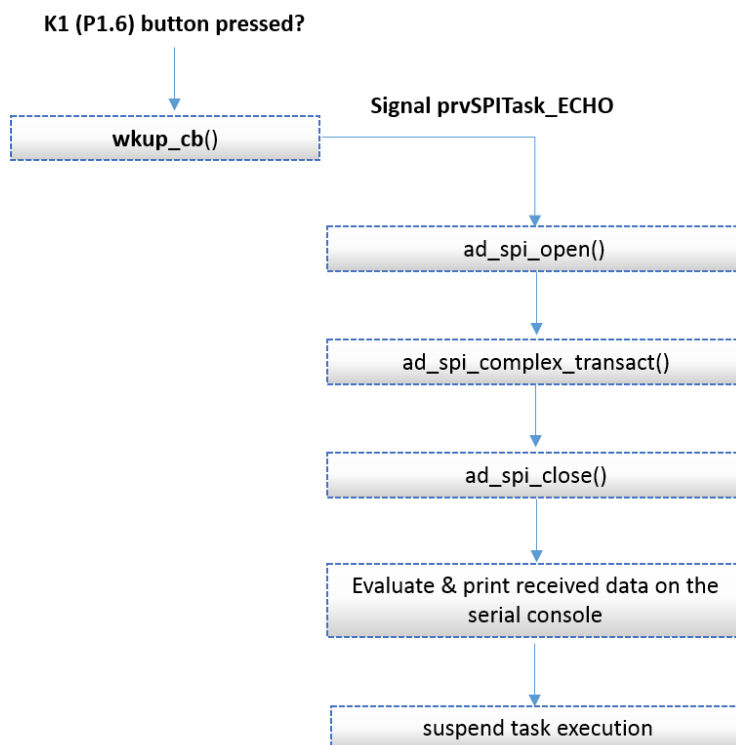 K1 (P1.6) button pressed?
Signal prvSPITask_ECHO
wkup_cb()
ad_spi_open()
ad_spi_complex_transact()
ad_spi_close()
Evaluate & print received data on the
serial console
suspend task execution